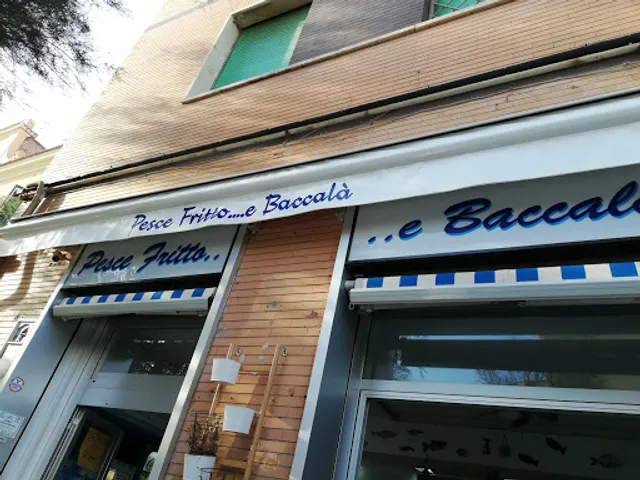 Pesce Fritto....e Baccalà
Pesce Fritto..
..e Baccalà